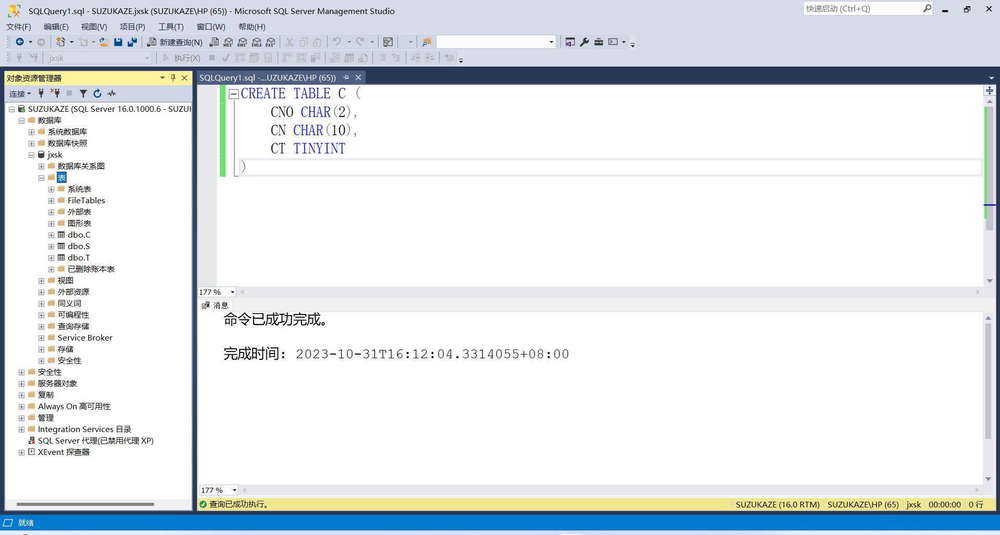 SQLQuery1.sql - SUZUKAZE.jxsk (SUZUKAZE\HP (65)) - Microsoft SQL Server Management Studio
快速启动 (Ctrl+Q)
文件(F) 编辑(E) 视图(V) 项目(P) 工具(T) 窗口(W) 帮助(H)
新建查询(N) MDX DMX XMLA DAX
jxsk 执行(X)
对象资源管理器
连接
SUZUKAZE (SQL Server 16.0.1000.6 - SUZU
数据库
系统数据库
数据库快照
jxsk
数据库关系图
表
系统表
FileTables
外部表
图形表
dbo.C
dbo.S
dbo.T
已删除账本表
视图
外部资源
同义词
可编程性
查询存储
Service Broker
存储
安全性
安全性
服务器对象
复制
Always On 高可用性
管理
Integration Services 目录
SQL Server 代理(已禁用代理 XP)
XEvent 探查器
SQLQuery1.sql -...UZUKAZE\HP (65))
CREATE TABLE C (
CNO CHAR(2),
CN CHAR(10),
CT TINYINT
)
177 %
消息
命令已成功完成。
完成时间: 2023-10-31T16:12:04.3314055+08:00
177 %
查询已成功执行。 SUZUKAZE (16.0 RTM) SUZUKAZE\HP (65) jxsk 00:00:00 0 行
就绪